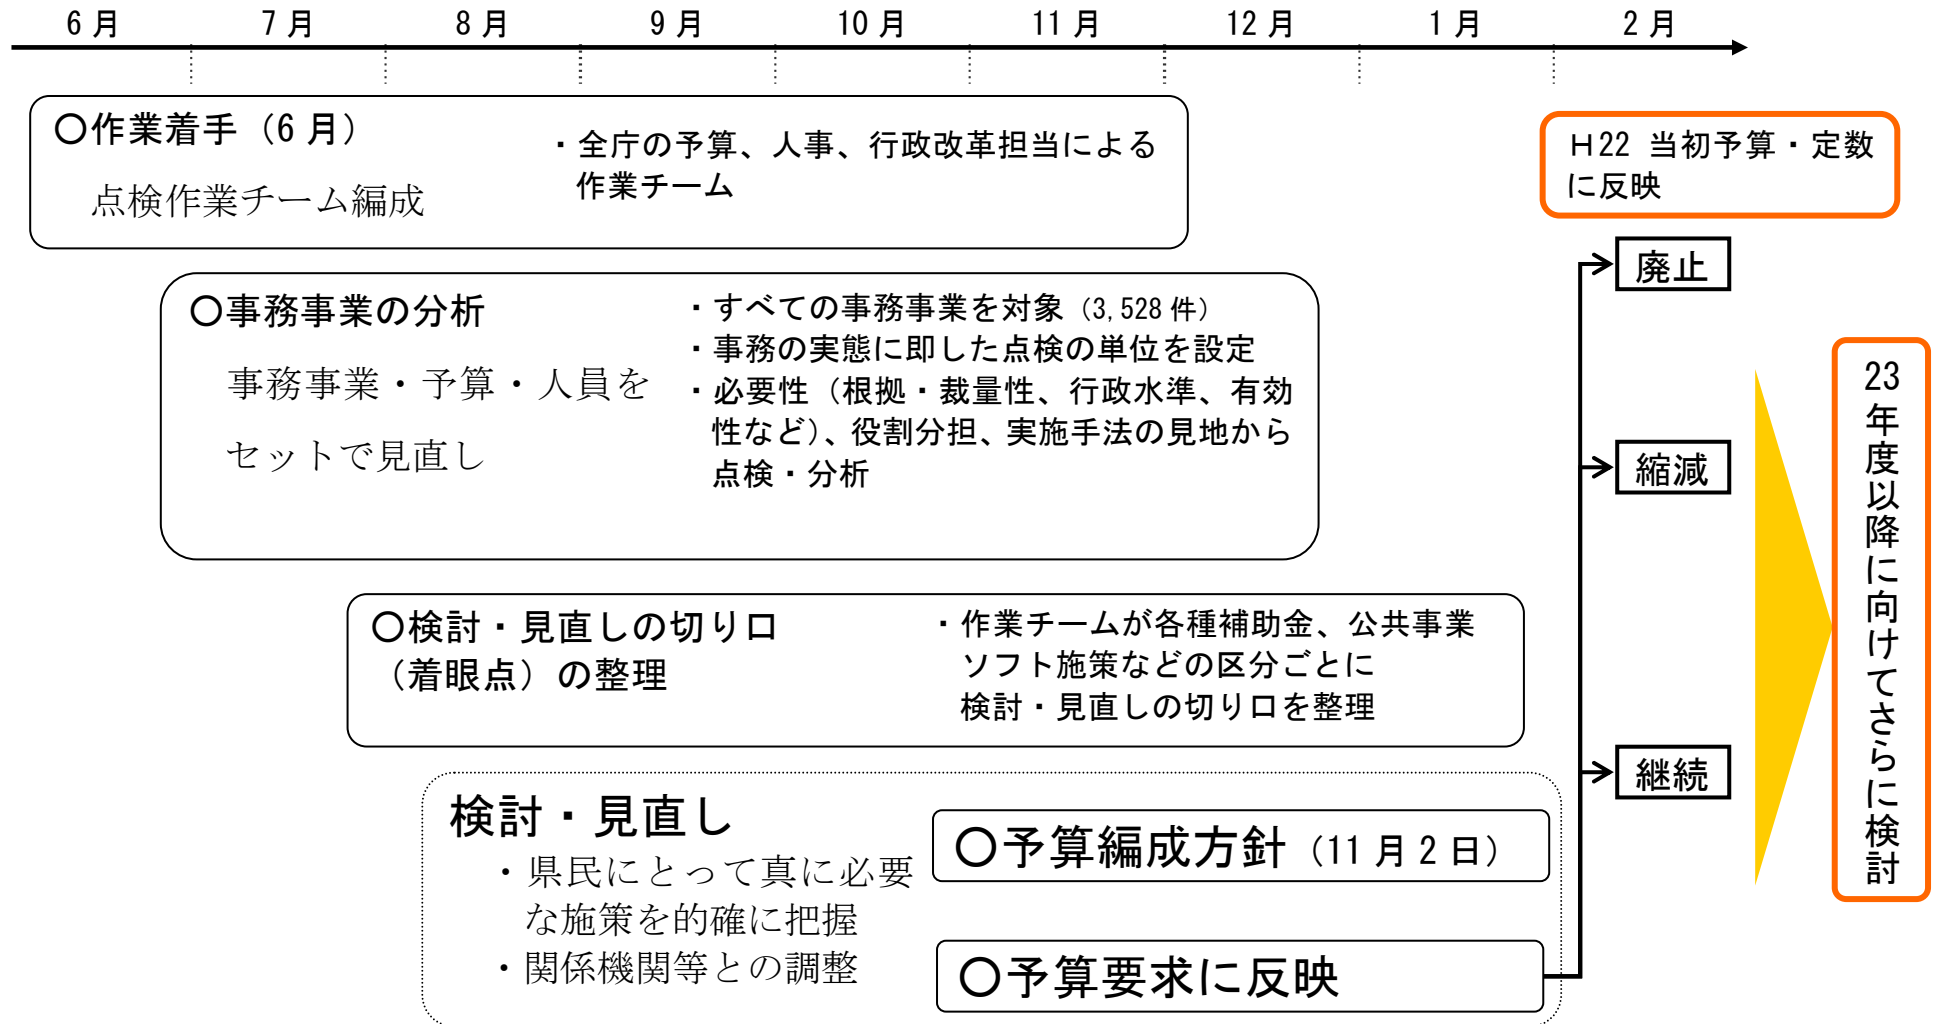 6月 7月 8月 9月 10月 11月 12月 1月 2月
○作業着手（6月）
点検作業チーム編成
・全庁の予算、人事、行政改革担当による
作業チーム
H22 当初予算・定数
に反映
○事務事業の分析
事務事業・予算・人員を
セットで見直し
・すべての事務事業を対象（3,528件）
・事務の実態に即した点検の単位を設定
・必要性（根拠・裁量性、行政水準、有効
性など）、役割分担、実施手法の見地から
点検・分析
○検討・見直しの切り口
（着眼点）の整理
・作業チームが各種補助金、公共事業
ソフト施策などの区分ごとに
検討・見直しの切り口を整理
検討・見直し
・県民にとって真に必要
な施策を的確に把握
・関係機関等との調整
○予算編成方針（11月2日）
○予算要求に反映
廃止
縮減
継続
23年度以降に向けてさらに検討